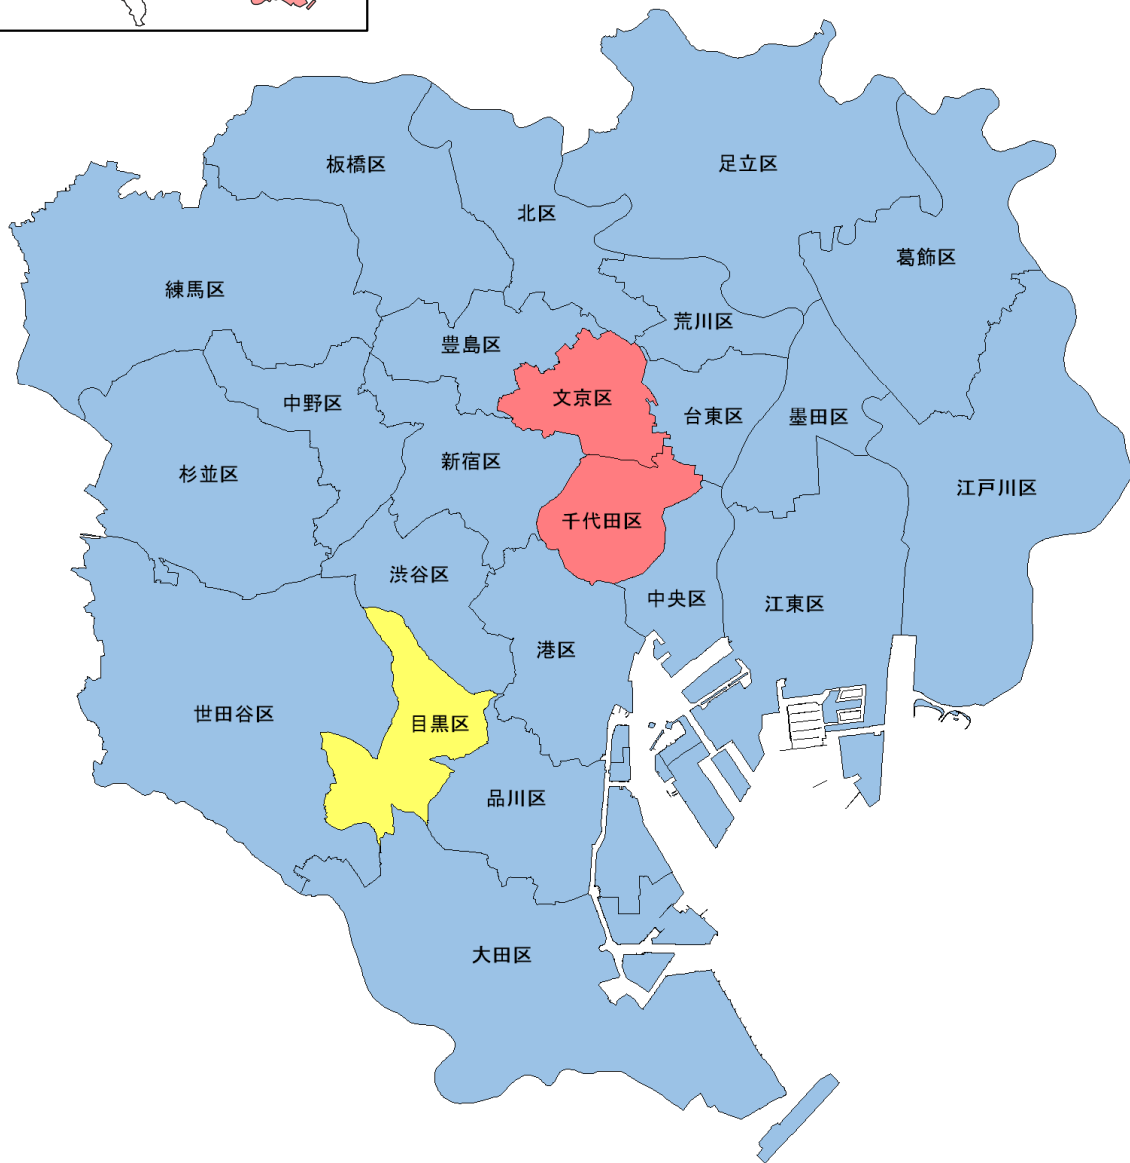 板橋区
足立区
北区
葛飾区
練馬区
荒川区
豊島区
文京区
中野区
台東区
墨田区
新宿区
杉並区
江戸川区
千代田区
渋谷区
中央区
江東区
港区
世田谷区
目黒区
品川区
大田区